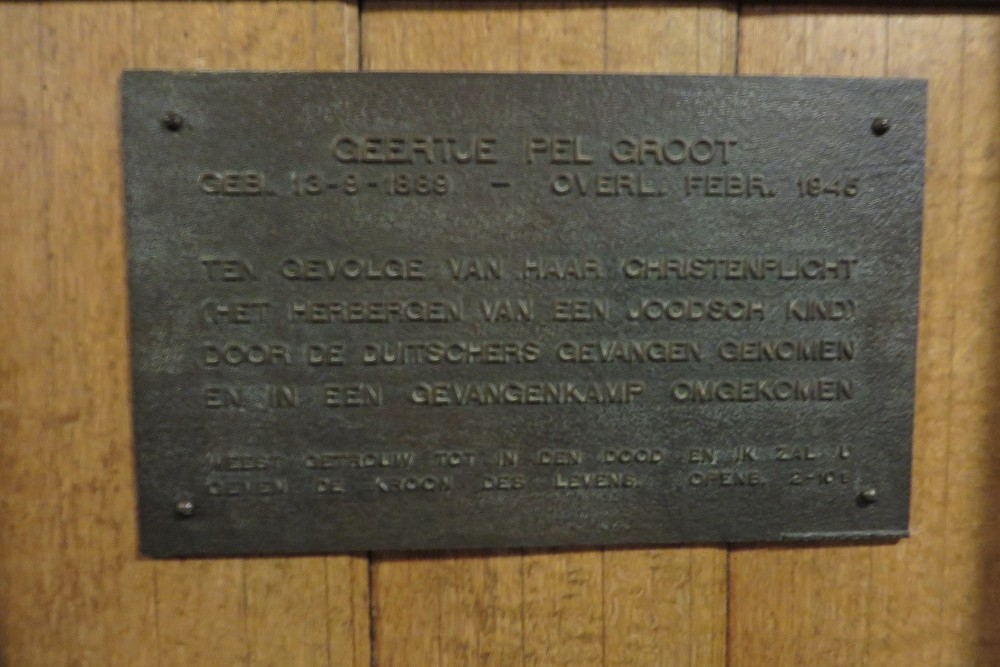 GEERTJE PEL GROOT
GEB. 13-9-1889 — OVERL. FEBR. 1945
TEN GEVOLGE VAN HAAR CHRISTENPLICHT
(HET HERBERGEN VAN EEN JOODSCH KIND)
DOOR DE DUITSCHERS GEVANGEN GENOMEN
EN IN EEN GEVANGENKAMP OMGEKOMEN
WEEST GETROUW TOT IN DEN DOOD EN IK ZAL U
GEVEN DE KROON DES LEVENS. OPENB. 2-10t